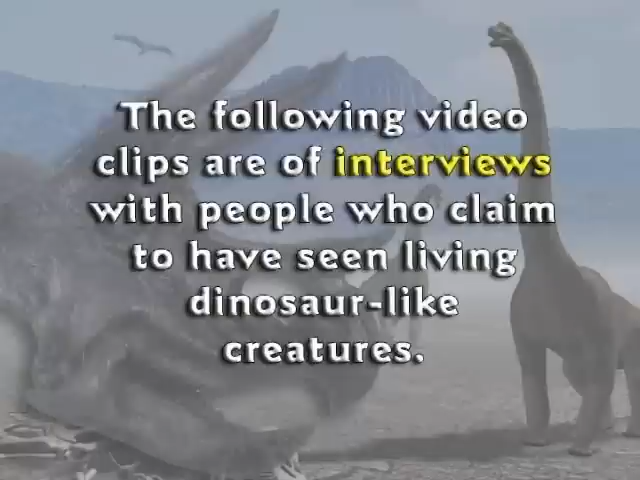 The following video
clips are of interviews
with people who claim
to have seen living
dinosaur-like
creatures.